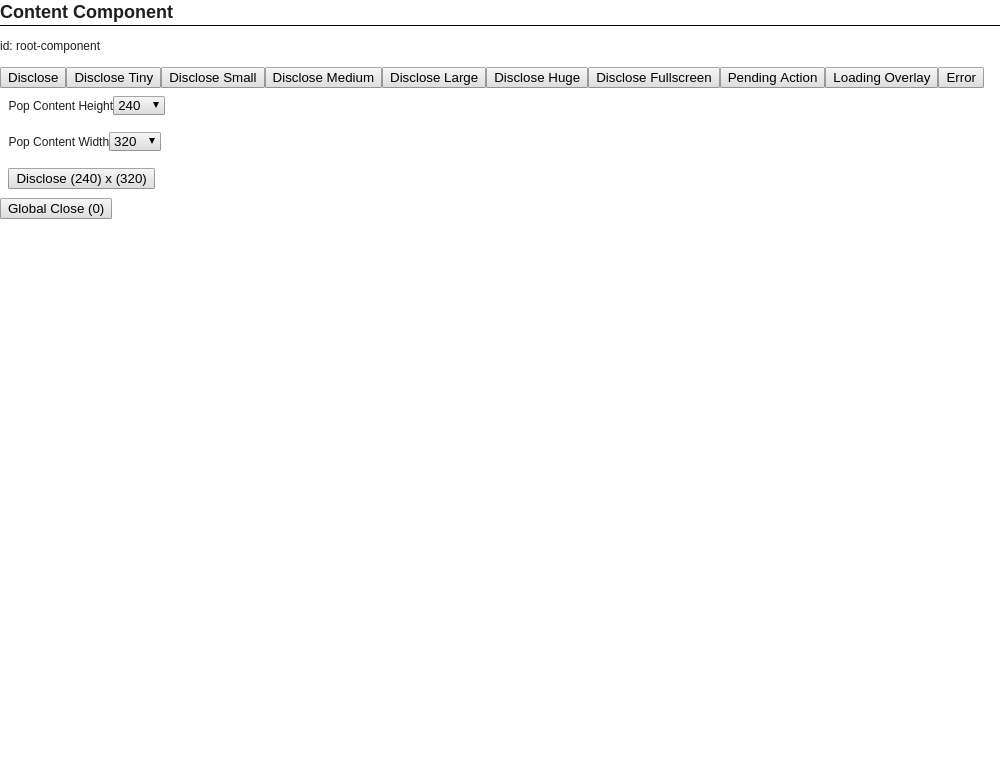 Content Component
id: root-component
Disclose Disclose Tiny Disclose Small Disclose Medium Disclose Large Disclose Huge Disclose Fullscreen Pending Action Loading Overlay Error
Pop Content Height 240
Pop Content Width 320
Disclose (240) x (320)
Global Close (0)